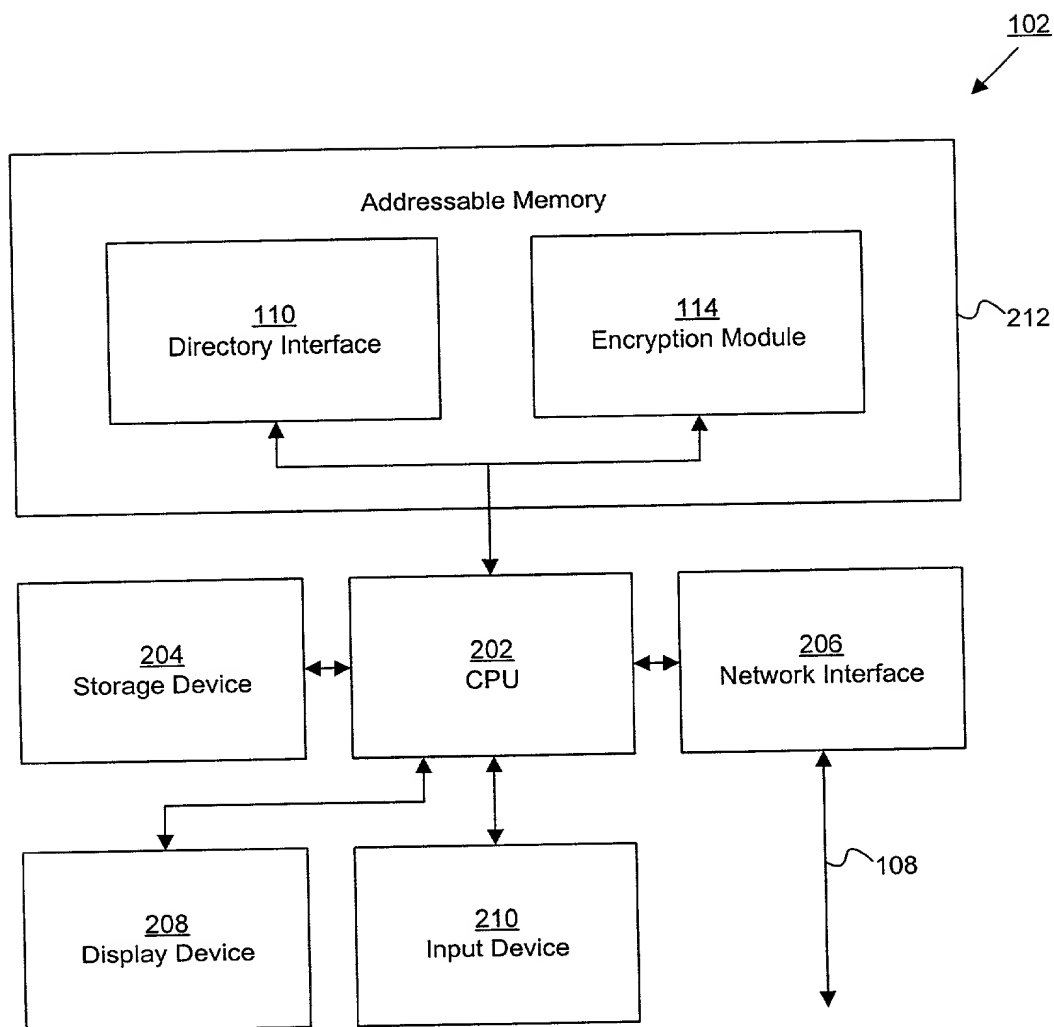 102
Addressable Memory
110
Directory Interface
114
Encryption Module
212
204
Storage Device
202
CPU
206
Network Interface
108
208
Display Device
210
Input Device